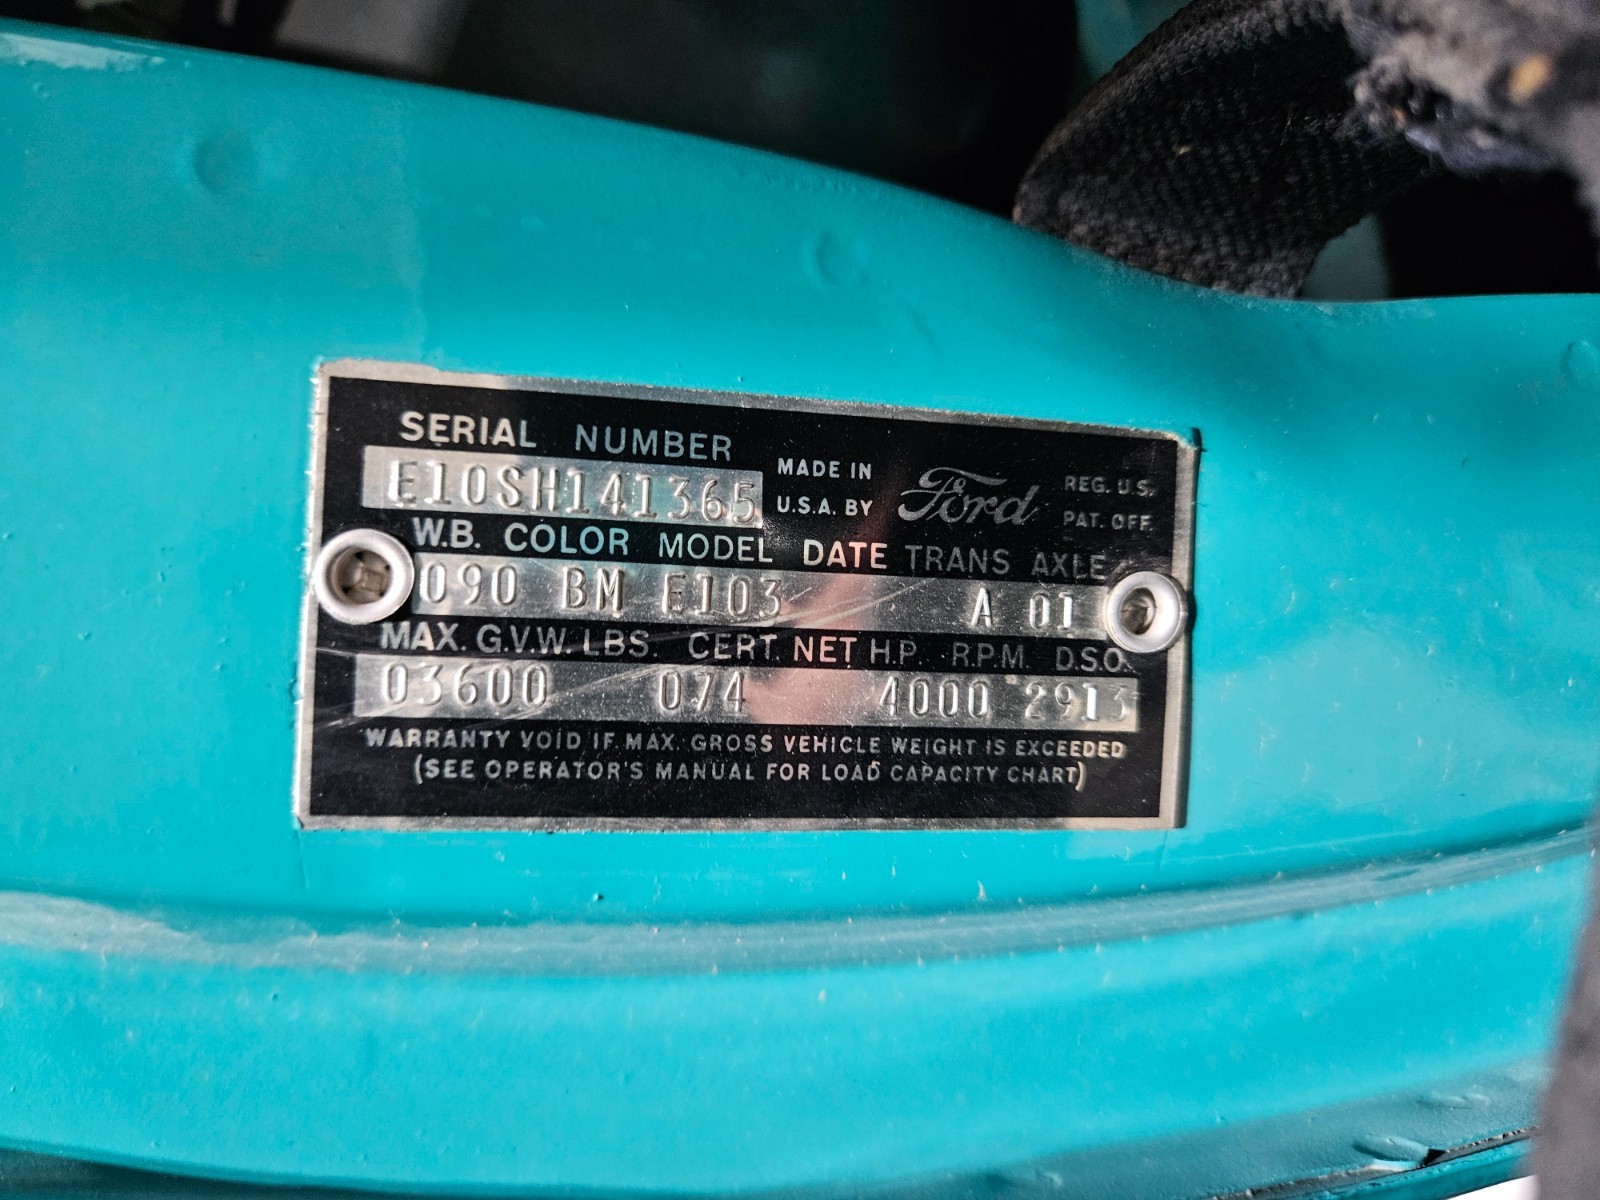 SERIAL NUMBER
E10SH141365
MADE IN
U.S.A. BY
Ford
REG. U.S.
PAT. OFF.
W.B. COLOR MODEL DATE TRANS AXLE
090 BM E103 A 01
MAX. G.V.W. LBS. CERT. NET H.P. R.P.M. D.S.O.
03600 074 4000 2913
WARRANTY VOID IF MAX. GROSS VEHICLE WEIGHT IS EXCEEDED
(SEE OPERATOR'S MANUAL FOR LOAD CAPACITY CHART)